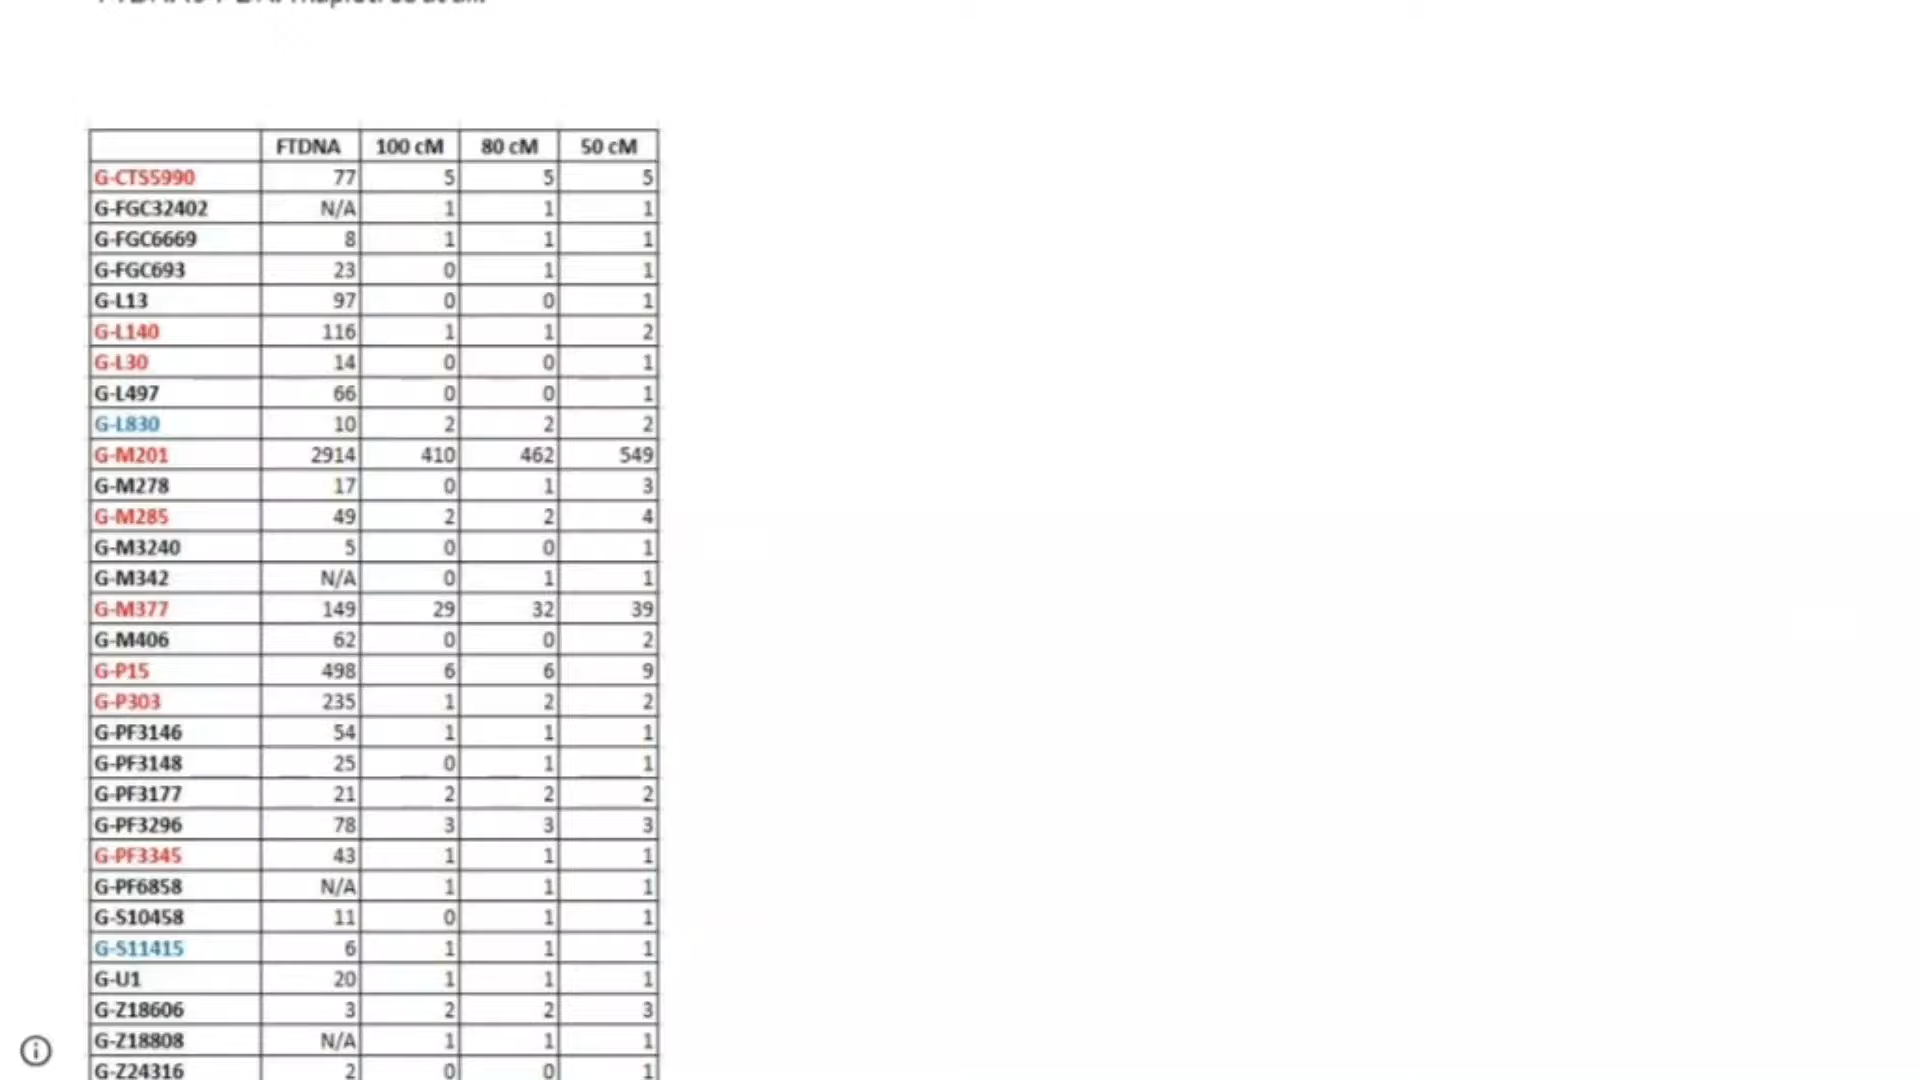 FTDNA 100 cM 80 cM 50 cM
G-CTS5990 77 5 5 5
G-FGC32402 N/A 1 1 1
G-FGC6669 8 1 1 1
G-FGC693 23 0 1 1
G-L13 97 0 0 1
G-L140 116 1 1 2
G-L30 14 0 0 1
G-L497 66 0 0 1
G-L830 10 2 2 2
G-M201 2914 410 462 549
G-M278 17 0 1 3
G-M285 49 2 2 4
G-M3240 5 0 0 1
G-M342 N/A 0 1 1
G-M377 149 29 32 39
G-M406 62 0 0 2
G-P15 498 6 6 9
G-P303 235 1 2 2
G-PF3146 54 1 1 1
G-PF3148 25 0 1 1
G-PF3177 21 2 2 2
G-PF3296 78 3 3 3
G-PF3345 43 1 1 1
G-PF6858 N/A 1 1 1
G-S10458 11 0 1 1
G-S11415 6 1 1 1
G-U1 20 1 1 1
G-Z18606 3 2 2 3
G-Z18808 N/A 1 1 1
G-Z24316 2 0 0 1